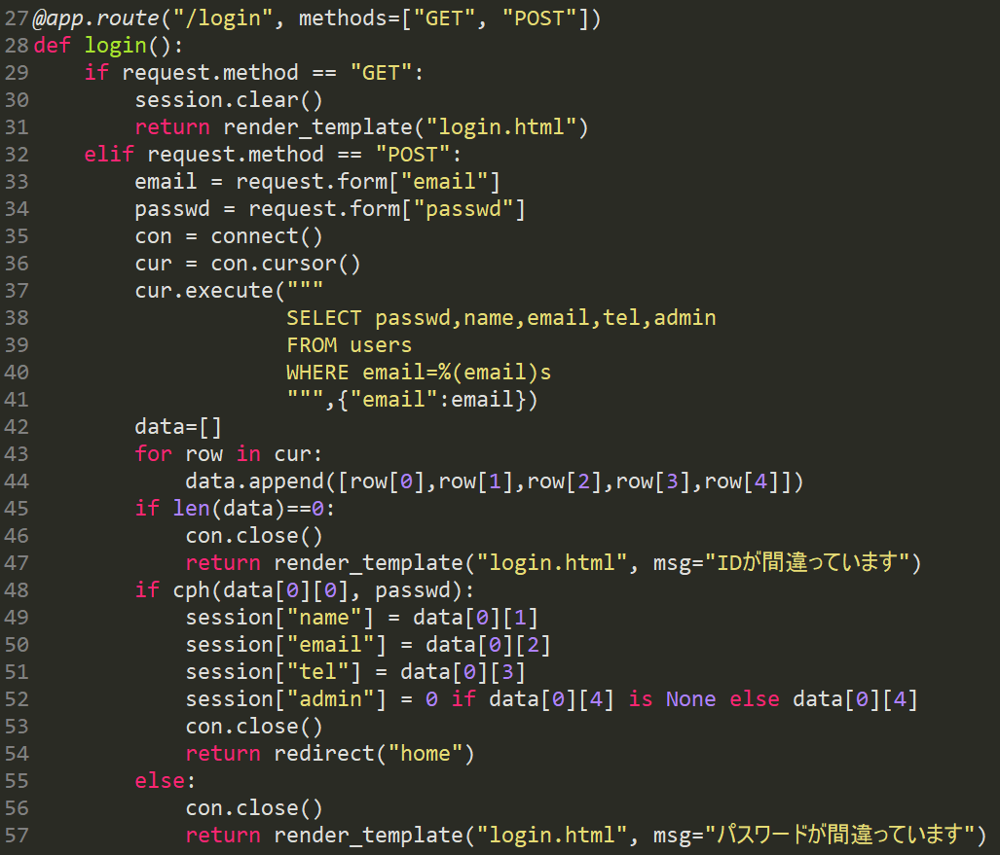 27 @app.route("/login", methods=["GET", "POST"])
28 def login():
29     if request.method == "GET":
30         session.clear()
31         return render_template("login.html")
32     elif request.method == "POST":
33         email = request.form["email"]
34         passwd = request.form["passwd"]
35         con = connect()
36         cur = con.cursor()
37         cur.execute("""
38                     SELECT passwd,name,email,tel,admin
39                     FROM users
40                     WHERE email=%(email)s
41                     """,{"email":email})
42         data=[]
43         for row in cur:
44             data.append([row[0],row[1],row[2],row[3],row[4]])
45         if len(data)==0:
46             con.close()
47             return render_template("login.html", msg="IDが間違っています")
48         if cph(data[0][0], passwd):
49             session["name"] = data[0][1]
50             session["email"] = data[0][2]
51             session["tel"] = data[0][3]
52             session["admin"] = 0 if data[0][4] is None else data[0][4]
53             con.close()
54             return redirect("home")
55         else:
56             con.close()
57             return render_template("login.html", msg="パスワードが間違っています")